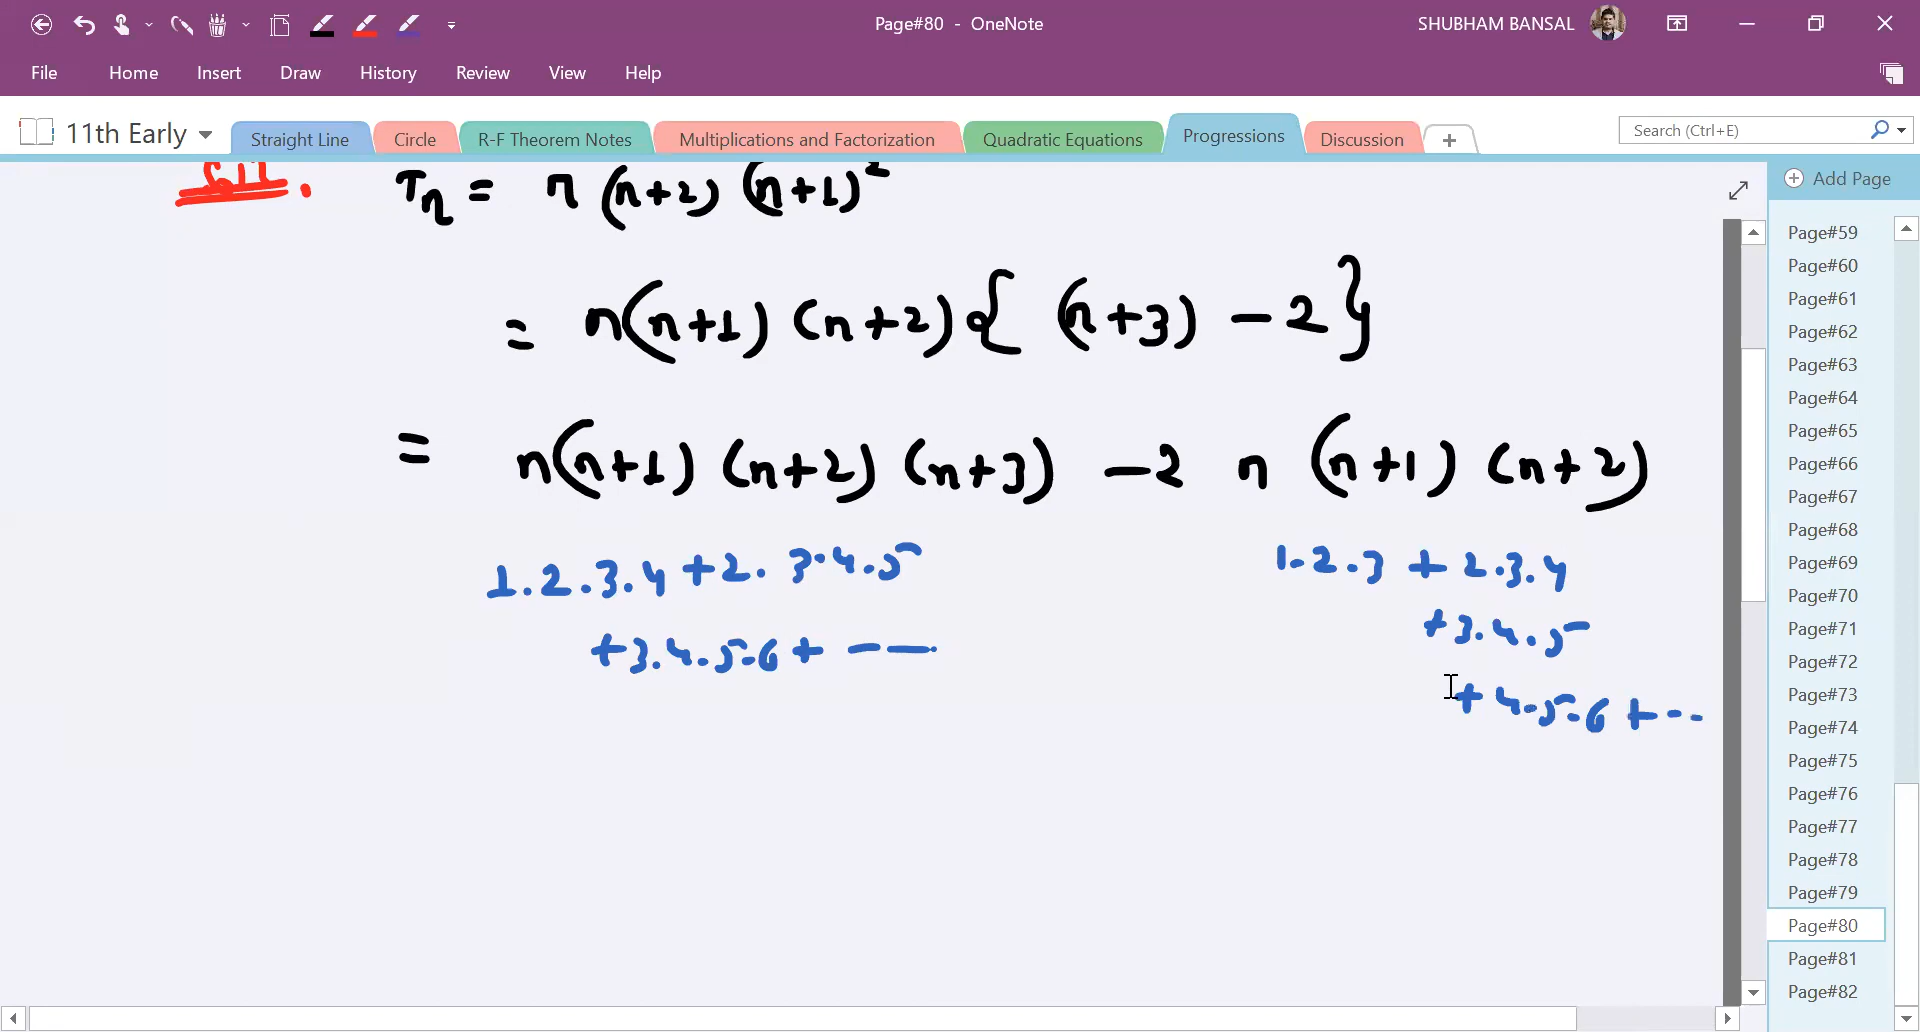 Page#80 - OneNote
SHUBHAM BANSAL
File Home Insert Draw History Review View Help
11th Early
Straight Line
Circle
R-F Theorem Notes
Multiplications and Factorization
Quadratic Equations
Progressions
Discussion
Search (Ctrl+E)
Add Page
Tn = n (n+2) (n+1)²
= n(n+1) (n+2) { (n+3) - 2 }
= n(n+1) (n+2) (n+3) - 2 n (n+1) (n+2)
1.2.3.4 + 2.3.4.5
+ 3.4.5.6 + ---
1.2.3 + 2.3.4
+ 3.4.5
+ 4.5.6 + --
Page#59
Page#60
Page#61
Page#62
Page#63
Page#64
Page#65
Page#66
Page#67
Page#68
Page#69
Page#70
Page#71
Page#72
Page#73
Page#74
Page#75
Page#76
Page#77
Page#78
Page#79
Page#80
Page#81
Page#82